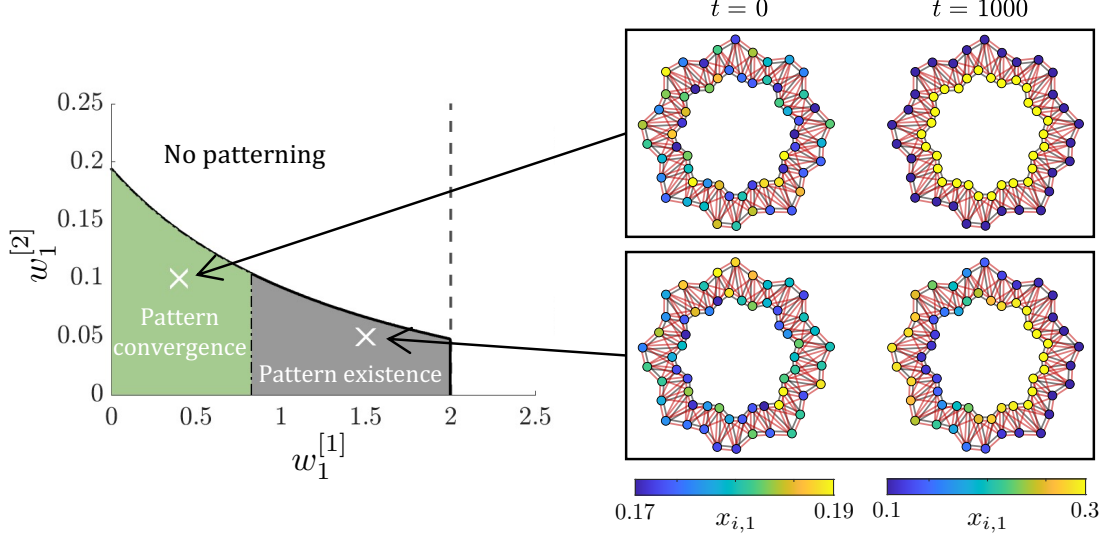 t = 0
t = 1000
0.25
0.2
0.15
0.1
0.05
0
w_1^{[2]}
No patterning
Pattern
convergence
Pattern existence
0
0.5
1
1.5
2
2.5
w_1^{[1]}
0.17
0.19
x_{i,1}
0.1
0.3
x_{i,1}